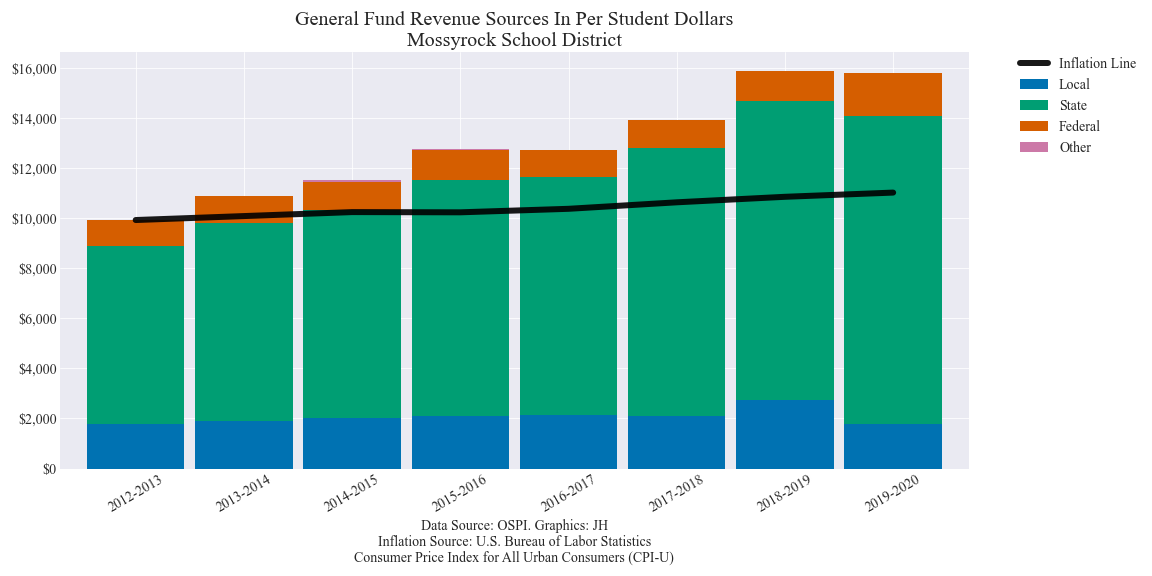 General Fund Revenue Sources In Per Student Dollars
Mossyrock School District
$16,000
$14,000
$12,000
$10,000
$8,000
$6,000
$4,000
$2,000
$0
Inflation Line
Local
State
Federal
Other
2012-2013
2013-2014
2014-2015
2015-2016
2016-2017
2017-2018
2018-2019
2019-2020
Data Source: OSPI. Graphics: JH
Inflation Source: U.S. Bureau of Labor Statistics
Consumer Price Index for All Urban Consumers (CPI-U)